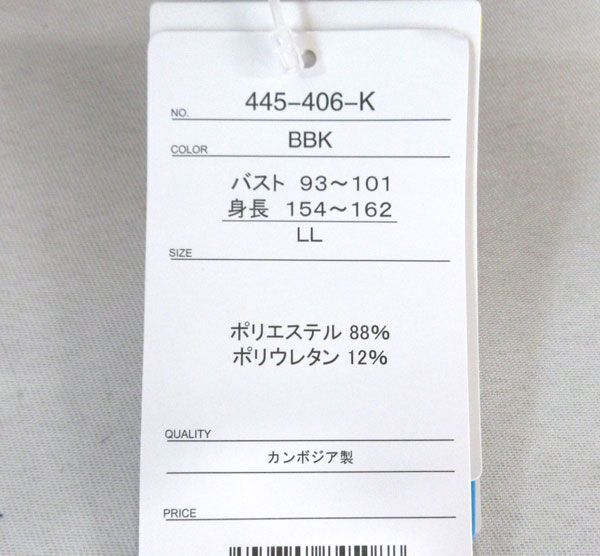 NO. 445-406-K
COLOR BBK
バスト 93～101
身長 154～162
LL
SIZE
ポリエステル 88%
ポリウレタン 12%
QUALITY
カンボジア製
PRICE